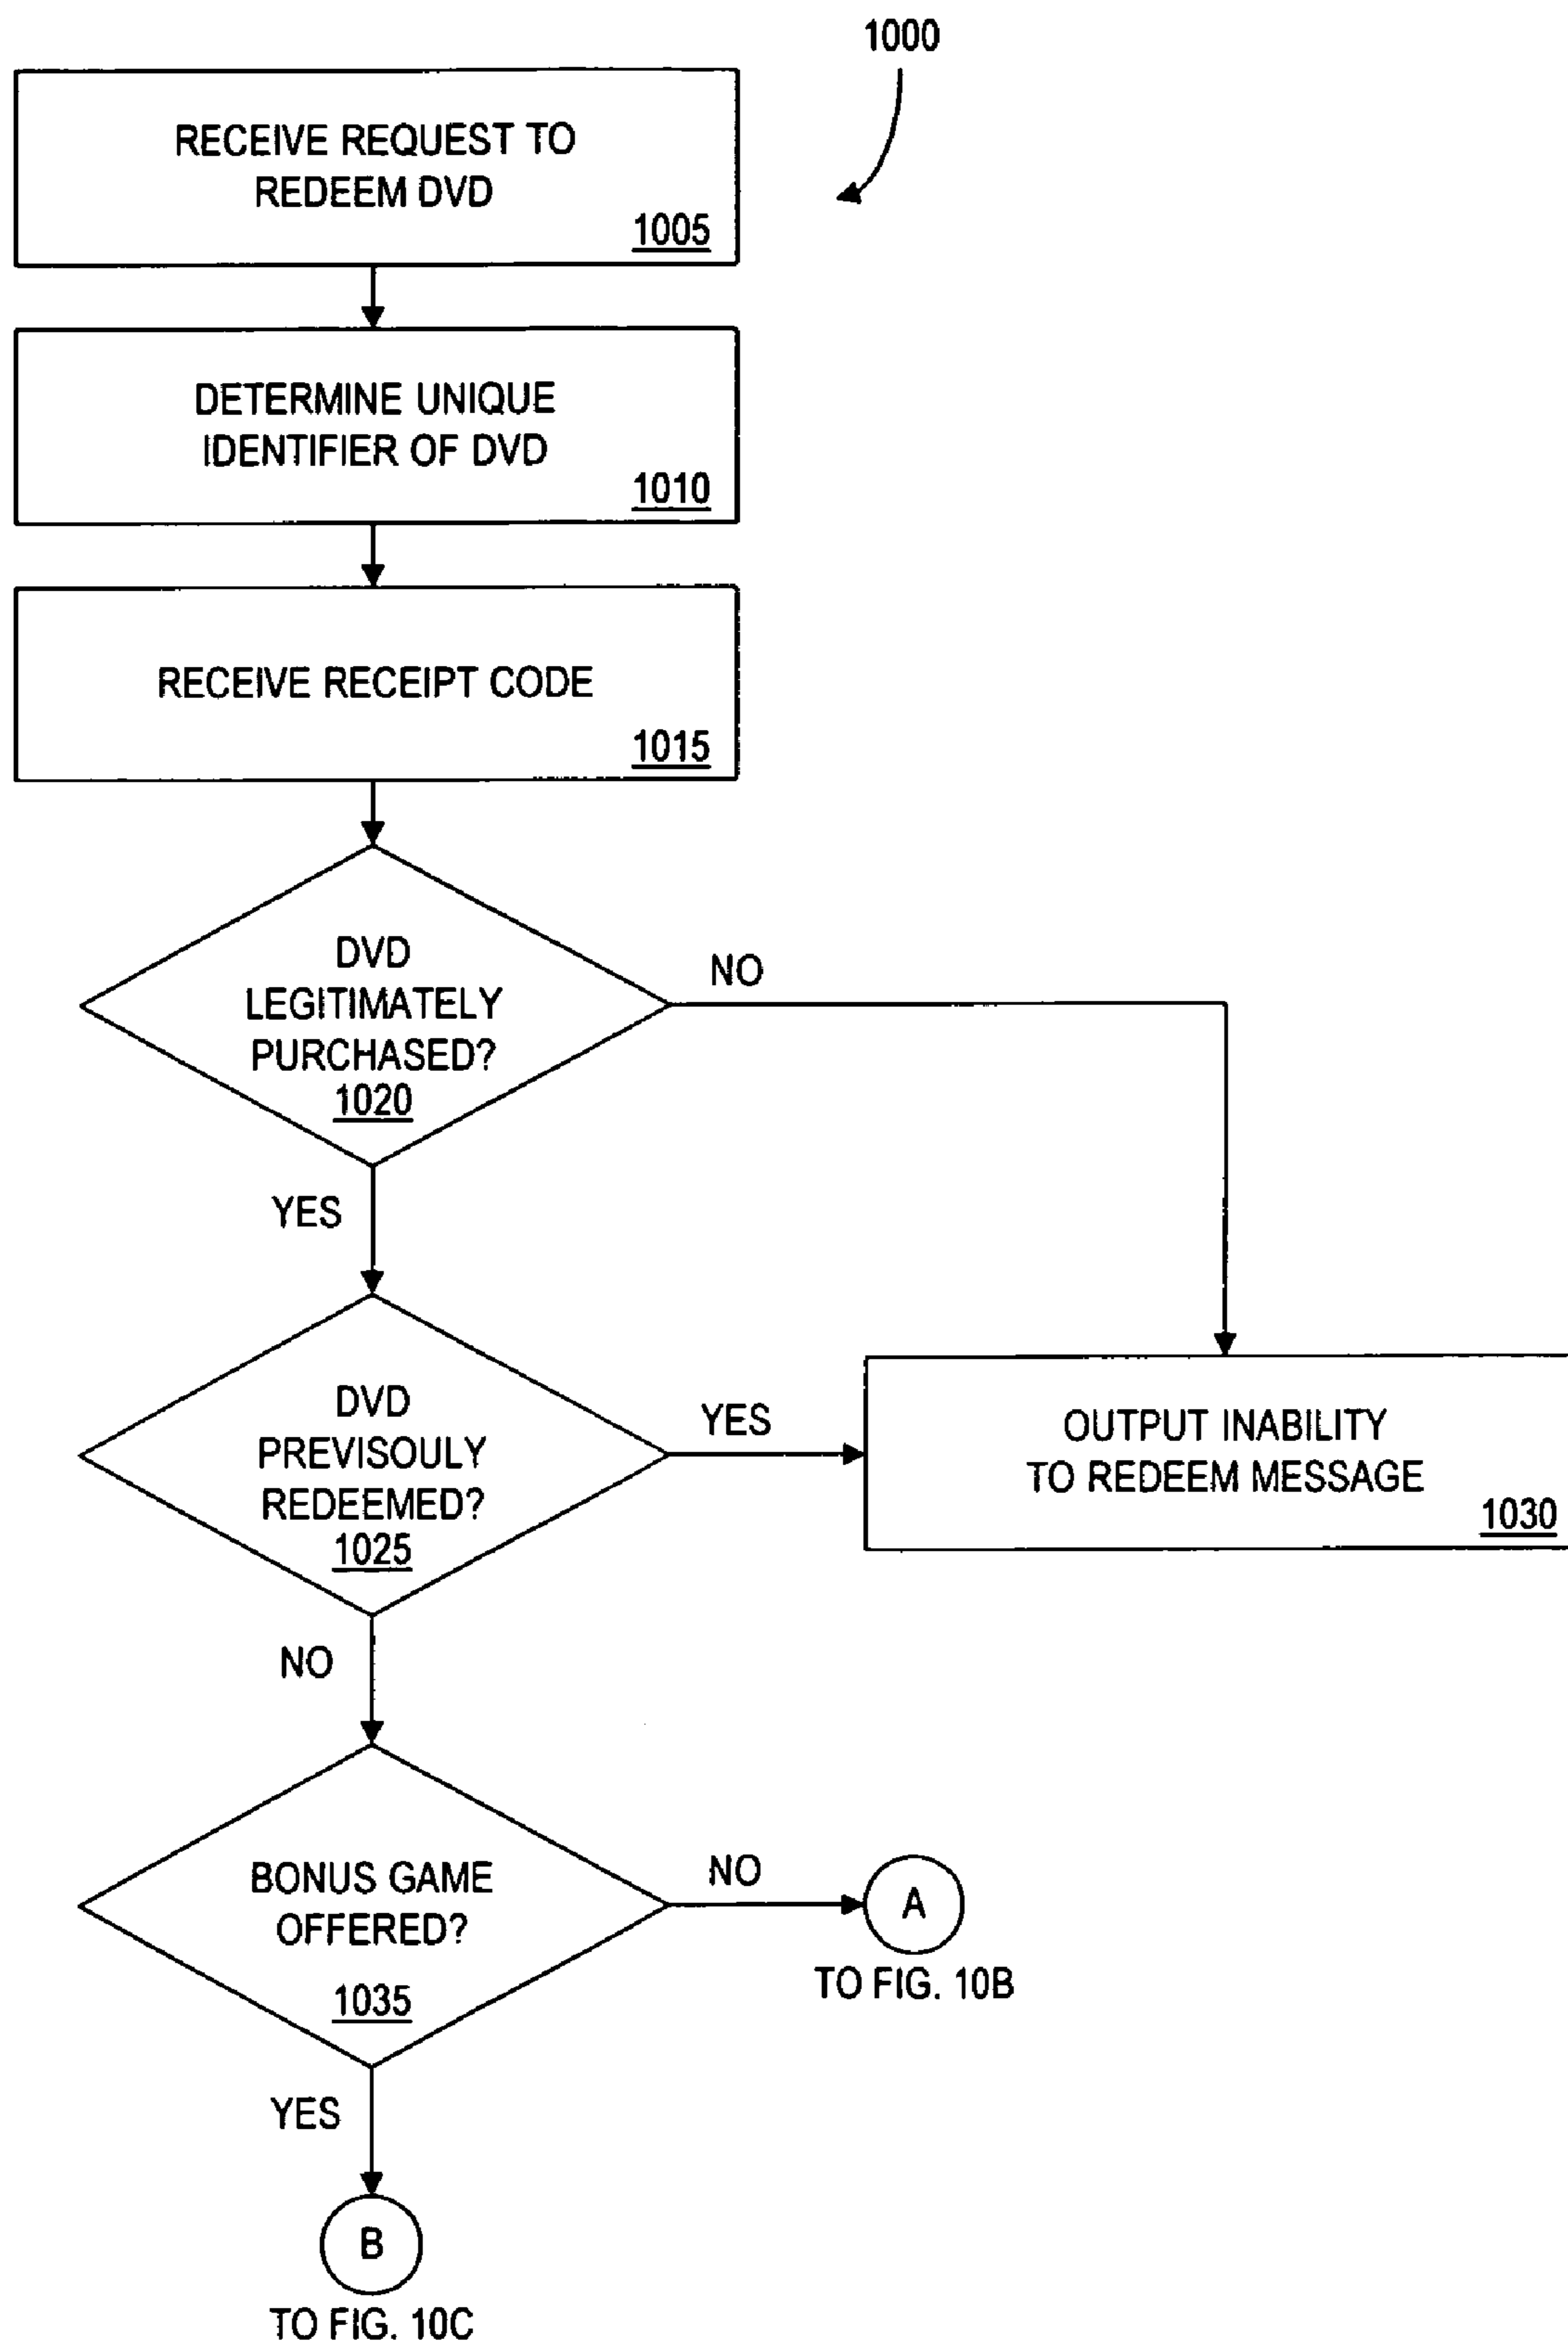 1000
RECEIVE REQUEST TO
REDEEM DVD
1005
DETERMINE UNIQUE
IDENTIFIER OF DVD
1010
RECEIVE RECEIPT CODE
1015
DVD
LEGITIMATELY
PURCHASED?
1020
NO
YES
DVD
PREVISOULY
REDEEMED?
1025
YES
OUTPUT INABILITY
TO REDEEM MESSAGE
1030
NO
BONUS GAME
OFFERED?
1035
NO
A
TO FIG. 10B
YES
B
TO FIG. 10C